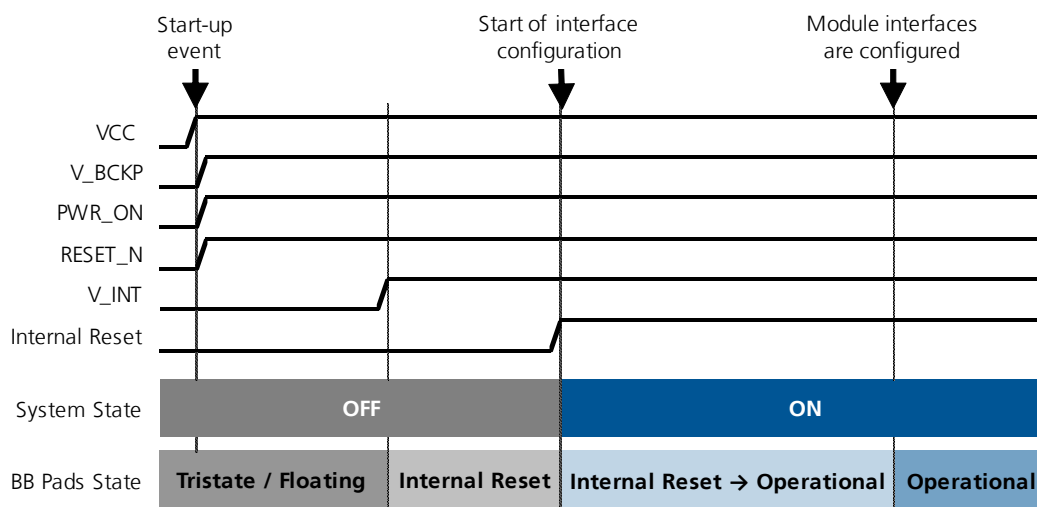 Start-up
event
Start of interface
configuration
Module interfaces
are configured
VCC
V_BCKP
PWR_ON
RESET_N
V_INT
Internal Reset
System State
OFF
ON
BB Pads State
Tristate / Floating
Internal Reset
Internal Reset → Operational
Operational